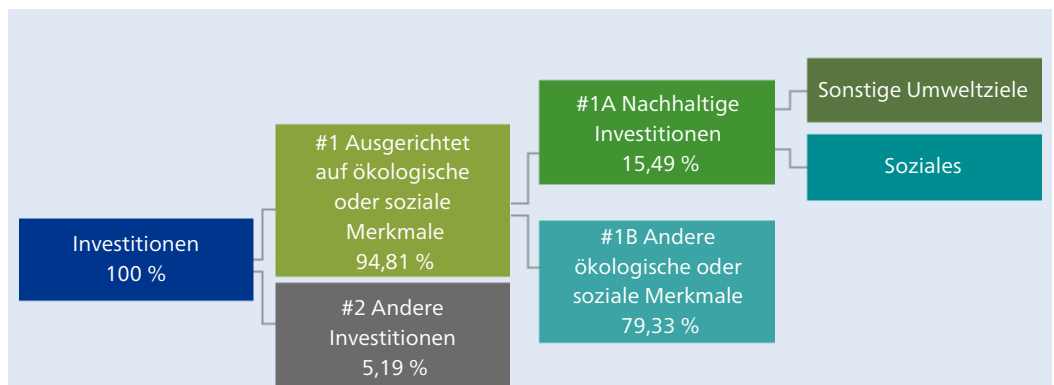 Investitionen
100 %
#1 Ausgerichtet
auf ökologische
oder soziale
Merkmale
94,81 %
#2 Andere
Investitionen
5,19 %
#1A Nachhaltige
Investitionen
15,49 %
#1B Andere
ökologische oder
soziale Merkmale
79,33 %
Sonstige Umweltziele
Soziales